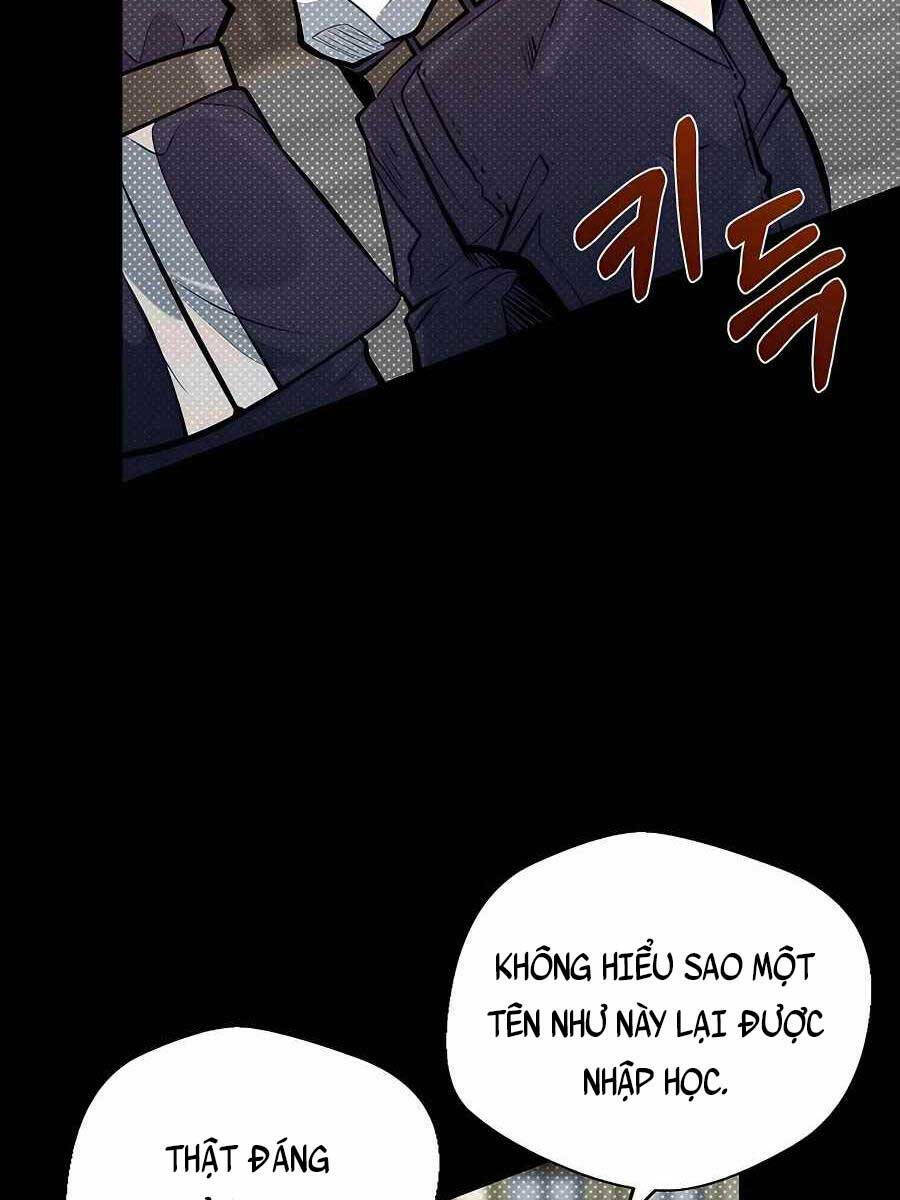 키득
KHÔNG HIỂU SAO MỘT
TÊN NHƯ NÀY LẠI ĐƯỢC
NHẬP HỌC.
THẬT ĐÁNG